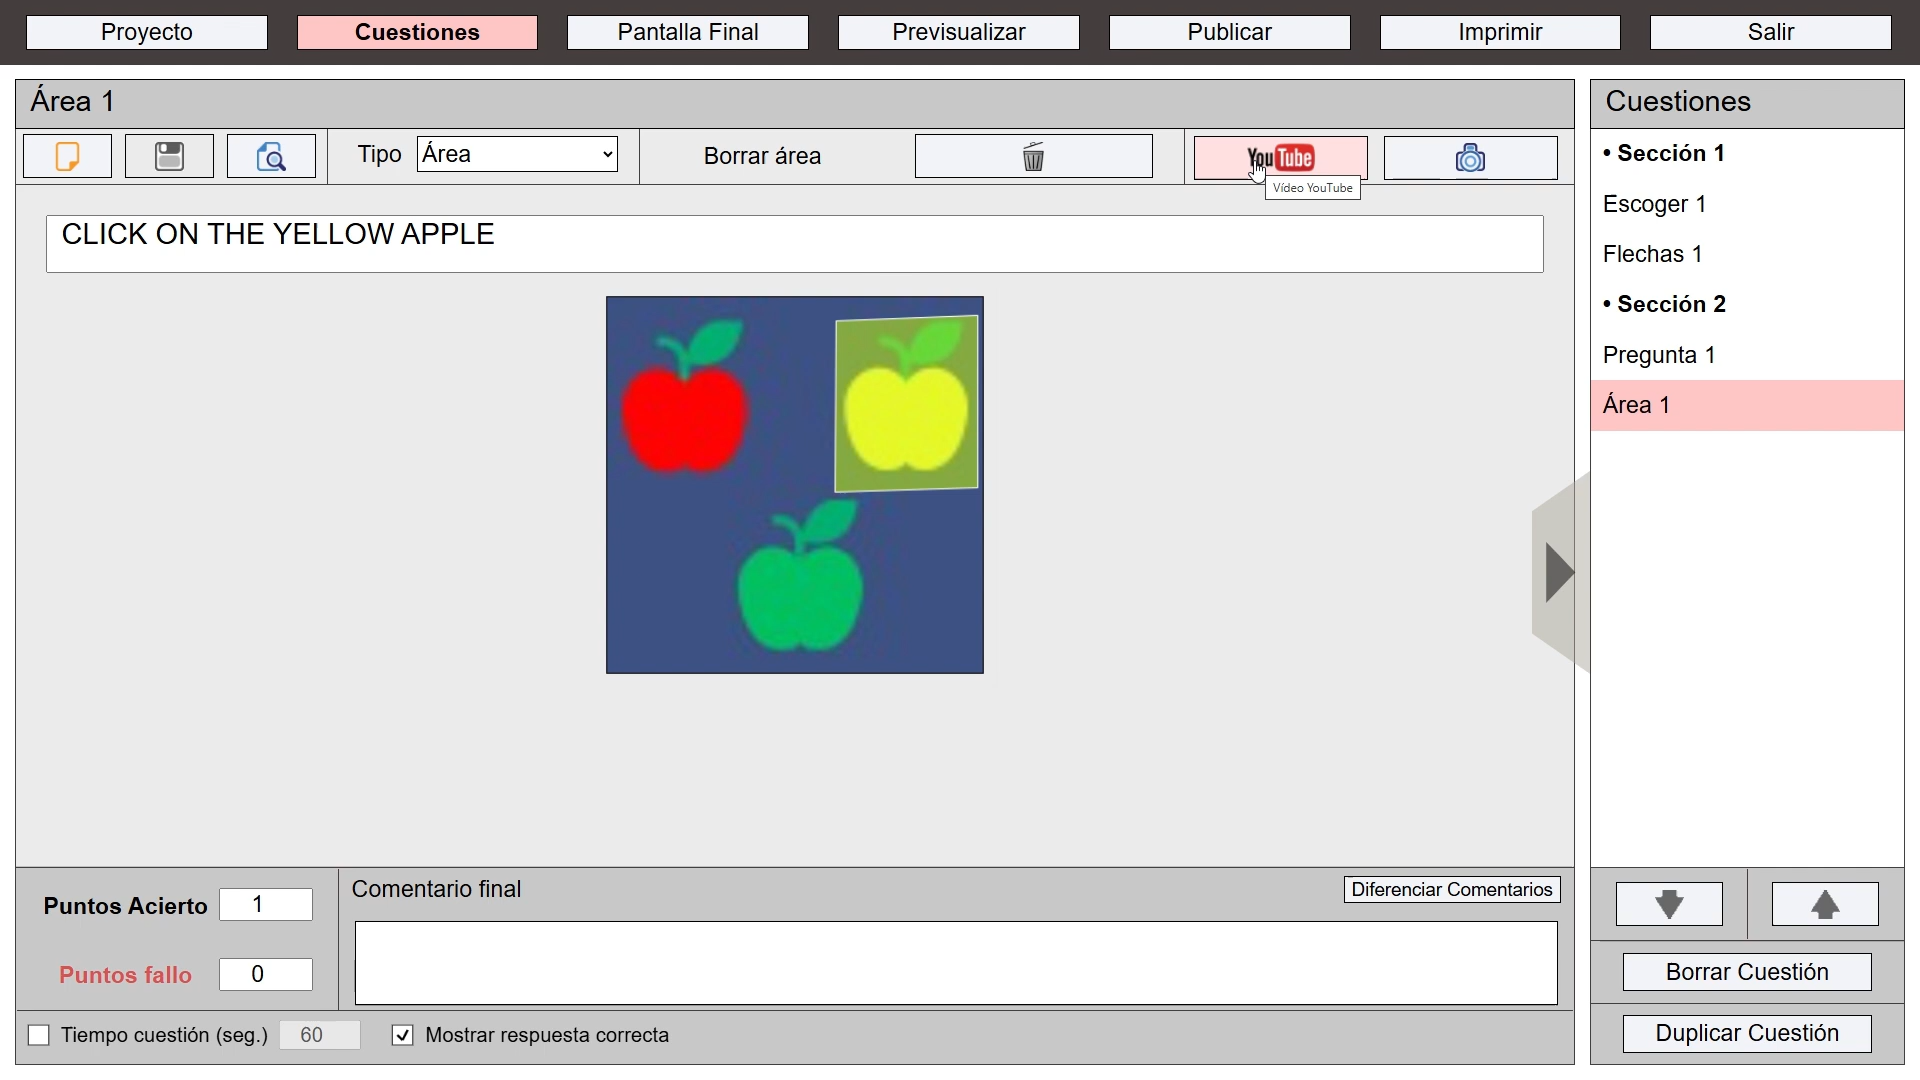 Proyecto
Cuestiones
Pantalla Final
Previsualizar
Publicar
Imprimir
Salir
Área 1
Cuestiones
Tipo
Área
Borrar área
YouTube
Vídeo YouTube
CLICK ON THE YELLOW APPLE
• Sección 1
Escoger 1
Flechas 1
• Sección 2
Pregunta 1
Área 1
Puntos Acierto 1
Puntos fallo 0
Comentario final
Diferenciar Comentarios
Tiempo cuestión (seg.) 60
Mostrar respuesta correcta
Borrar Cuestión
Duplicar Cuestión